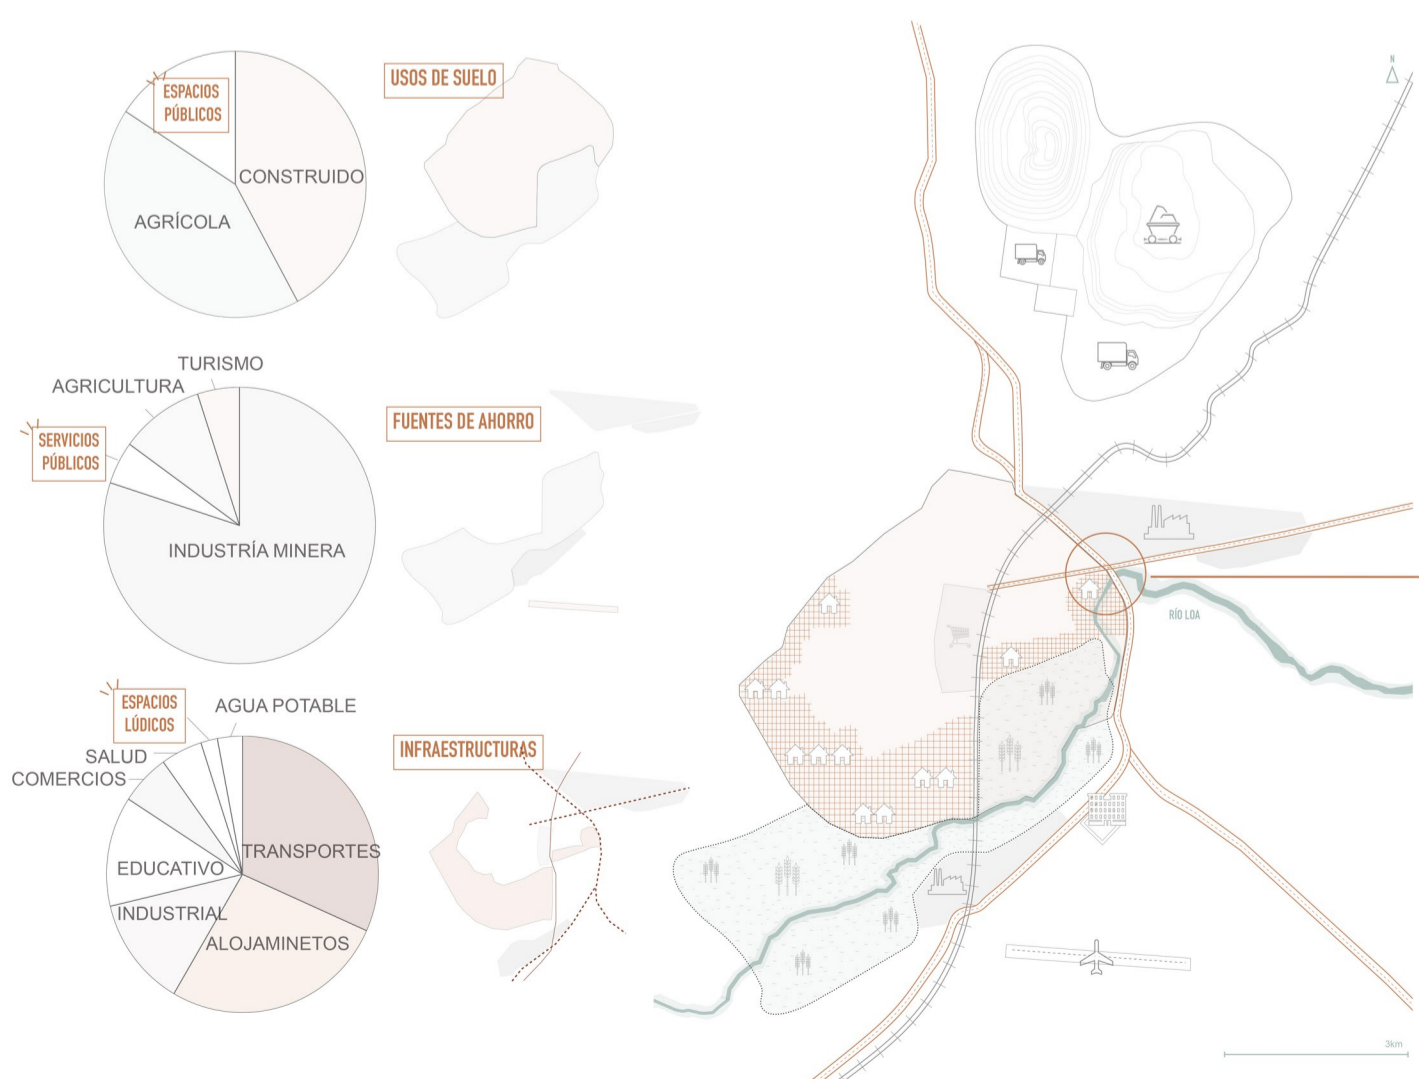 USOS DE SUELO
ESPACIOS
PÚBLICOS
CONSTRUIDO
AGRÍCOLA
FUENTES DE AHORRO
TURISMO
AGRICULTURA
SERVICIOS
PÚBLICOS
INDUSTRÍA MINERA
INFRAESTRUCTURAS
ESPACIOS
LÚDICOS
AGUA POTABLE
SALUD
COMERCIOS
TRANSPORTES
EDUCATIVO
INDUSTRIAL
ALOJAMINETOS
N
RÍO LOA
3km